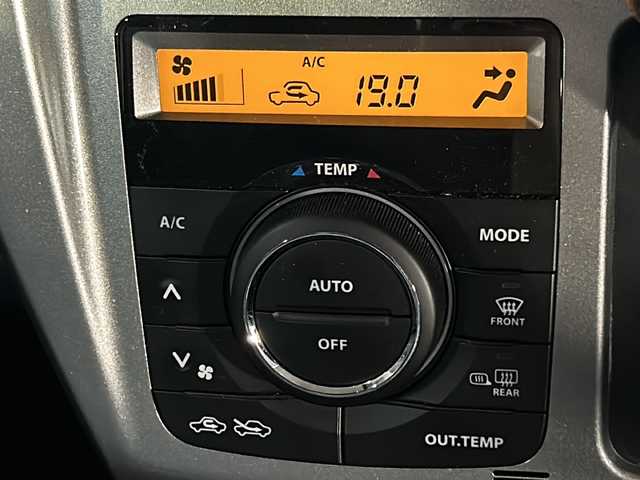 A/C
19.0
TEMP
A/C
MODE
AUTO
FRONT
OFF
REAR
OUT.TEMP